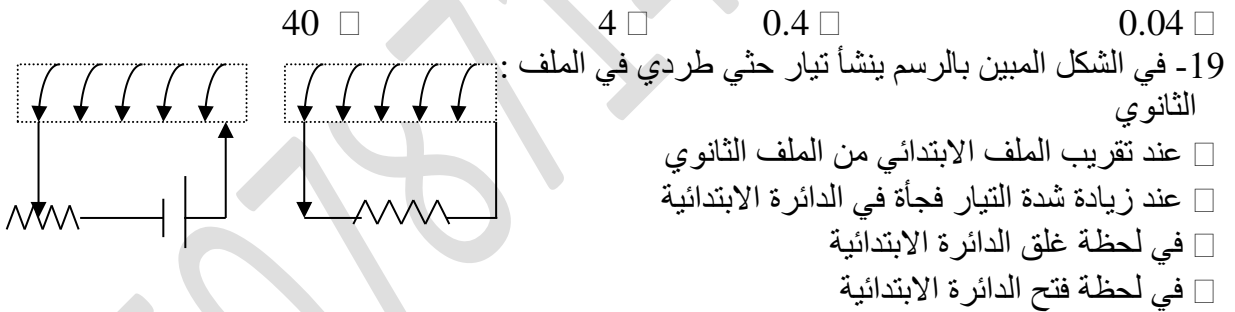 0.04 □ 0.4 □ 4 □ 40 □
19- في الشكل المبين بالرسم ينشأ تيار حثي طردي في الملف :
الثانوي
□ عند تقريب الملف الابتدائي من الملف الثانوي
□ عند زيادة شدة التيار فجأة في الدائرة الابتدائية
□ في لحظة غلق الدائرة الابتدائية
□ في لحظة فتح الدائرة الابتدائية